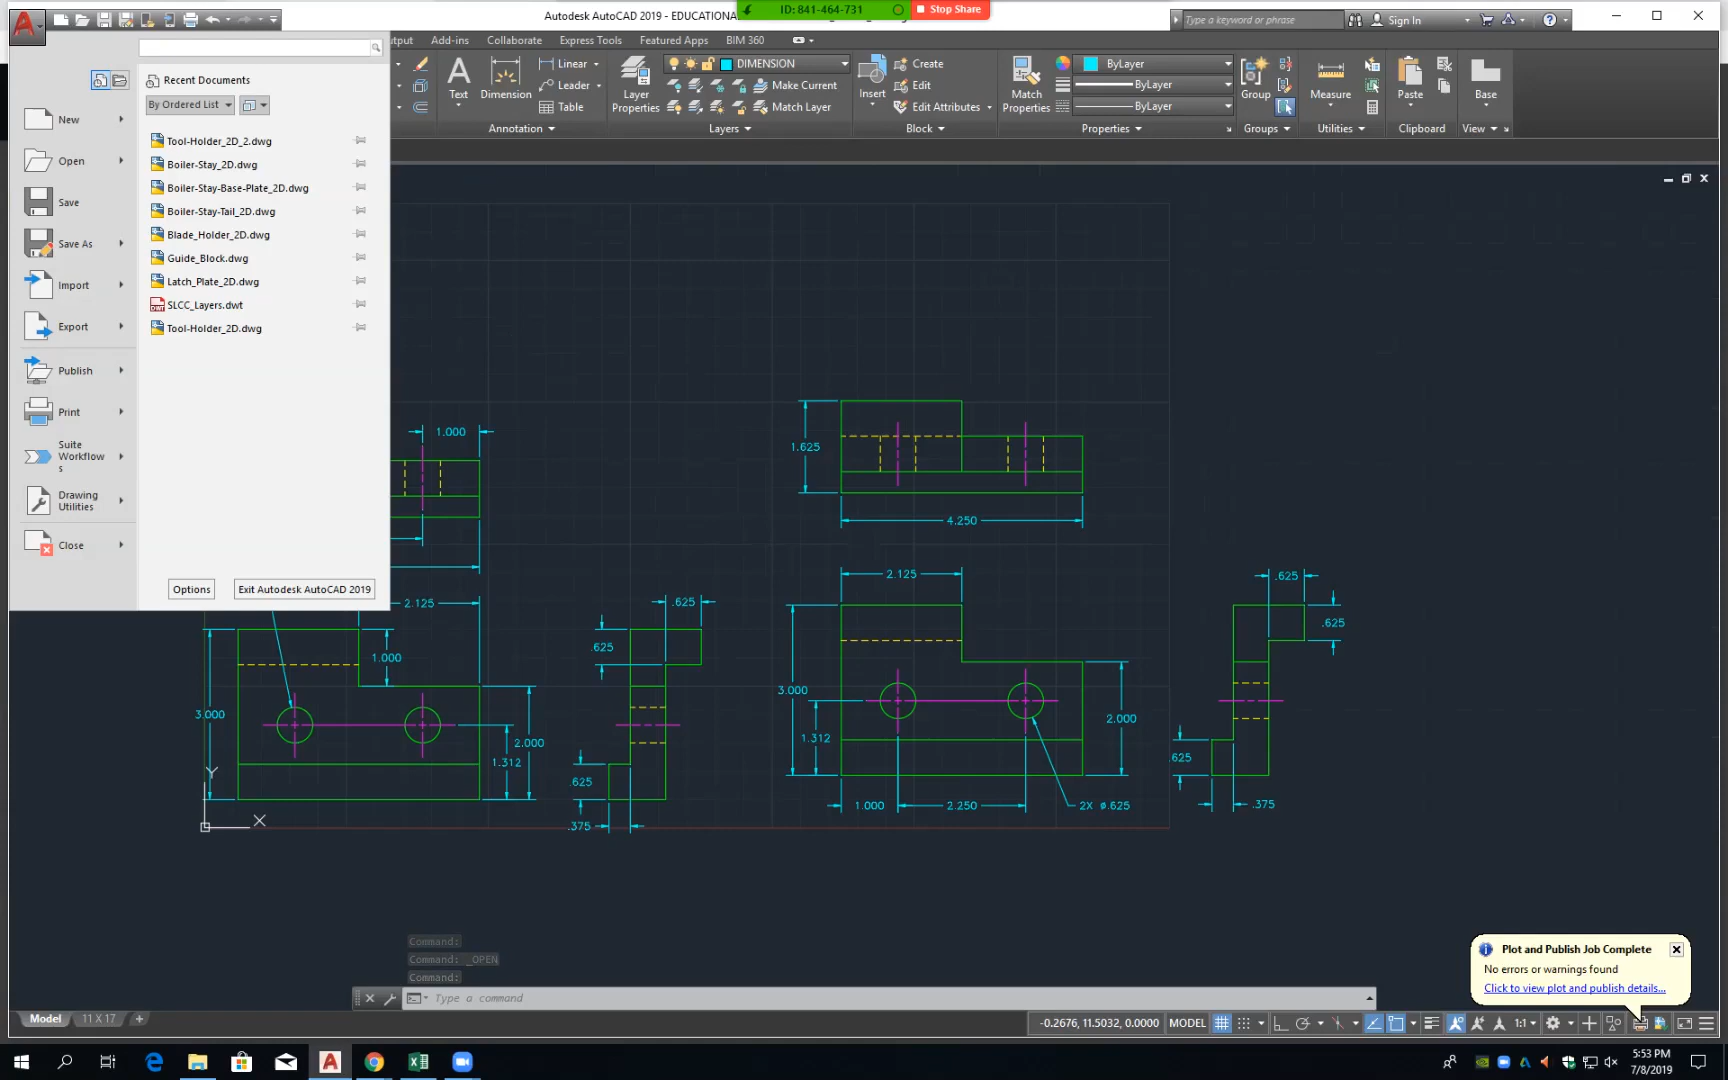 Autodesk AutoCAD 2019 - EDUCATIONA
ID: 841-464-731
Stop Share
Type a keyword or phrase
Sign In
utput
Add-ins
Collaborate
Express Tools
Featured Apps
BIM 360
Recent Documents
By Ordered List
New
Open
Save
Save As
Import
Export
Publish
Print
Suite
Workflow
s
Drawing
Utilities
Close
Tool-Holder_2D_2.dwg
Boiler-Stay_2D.dwg
Boiler-Stay-Base-Plate_2D.dwg
Boiler-Stay-Tail_2D.dwg
Blade_Holder_2D.dwg
Guide_Block.dwg
Latch_Plate_2D.dwg
SLCC_Layers.dwt
Tool-Holder_2D.dwg
Options
Exit Autodesk AutoCAD 2019
Text
Dimension
Linear
Leader
Table
Annotation
Layer
Properties
DIMENSION
Make Current
Match Layer
Layers
Insert
Create
Edit
Edit Attributes
Block
Match
Properties
ByLayer
ByLayer
ByLayer
Properties
Group
Groups
Measure
Utilities
Paste
Clipboard
Base
View
1.000
2.125
1.000
3.000
2.000
1.312
.625
.625
.625
.375
1.625
4.250
2.125
3.000
1.312
2.000
1.000
2.250
2X ø.625
.625
.625
.625
.375
Y
X
Command:
Command: _OPEN
Command:
Type a command
Plot and Publish Job Complete
No errors or warnings found
Click to view plot and publish details...
Model
11 X 17
-0.2676, 11.5032, 0.0000
MODEL
1:1
5:53 PM
7/8/2019